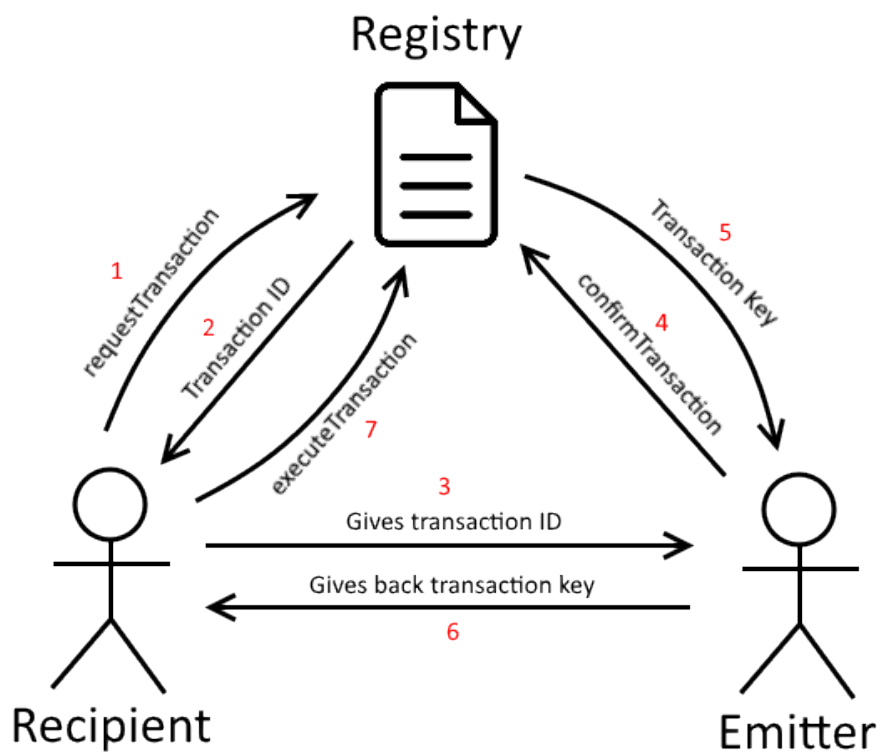 Registry
1
requestTransaction
2
Transaction ID
executeTransaction
7
5
Transaction Key
4
confirmTransaction
3
Gives transaction ID
Gives back transaction key
6
Recipient
Emitter